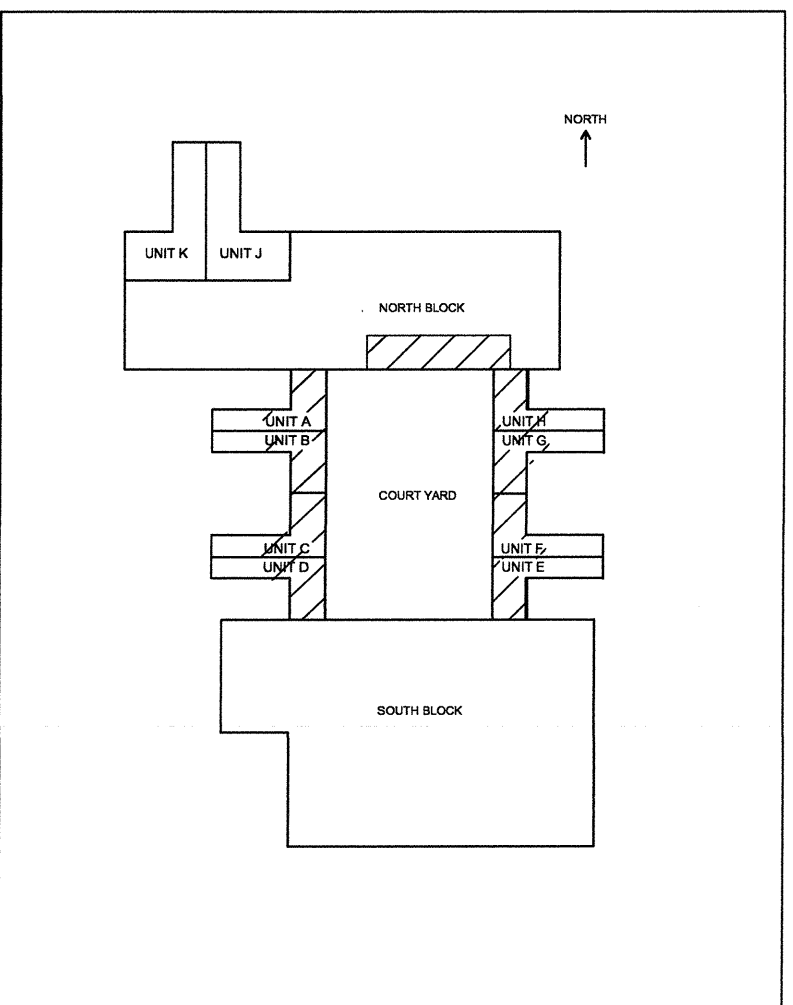 NORTH
UNIT K
UNIT J
NORTH BLOCK
UNIT A
UNIT H
UNIT B
UNIT G
COURT YARD
UNIT C
UNIT F
UNIT D
UNIT E
SOUTH BLOCK